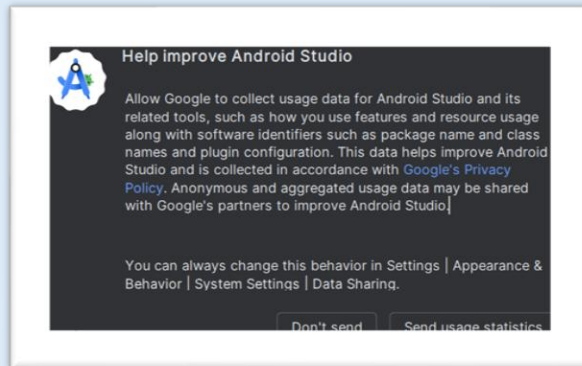 Help improve Android Studio
Allow Google to collect usage data for Android Studio and its
related tools, such as how you use features and resource usage
along with software identifiers such as package name and class
names and plugin configuration. This data helps improve Android
Studio and is collected in accordance with Google's Privacy
Policy. Anonymous and aggregated usage data may be shared
with Google's partners to improve Android Studio.
You can always change this behavior in Settings | Appearance &
Behavior | System Settings | Data Sharing.
Don't send Send usage statistics